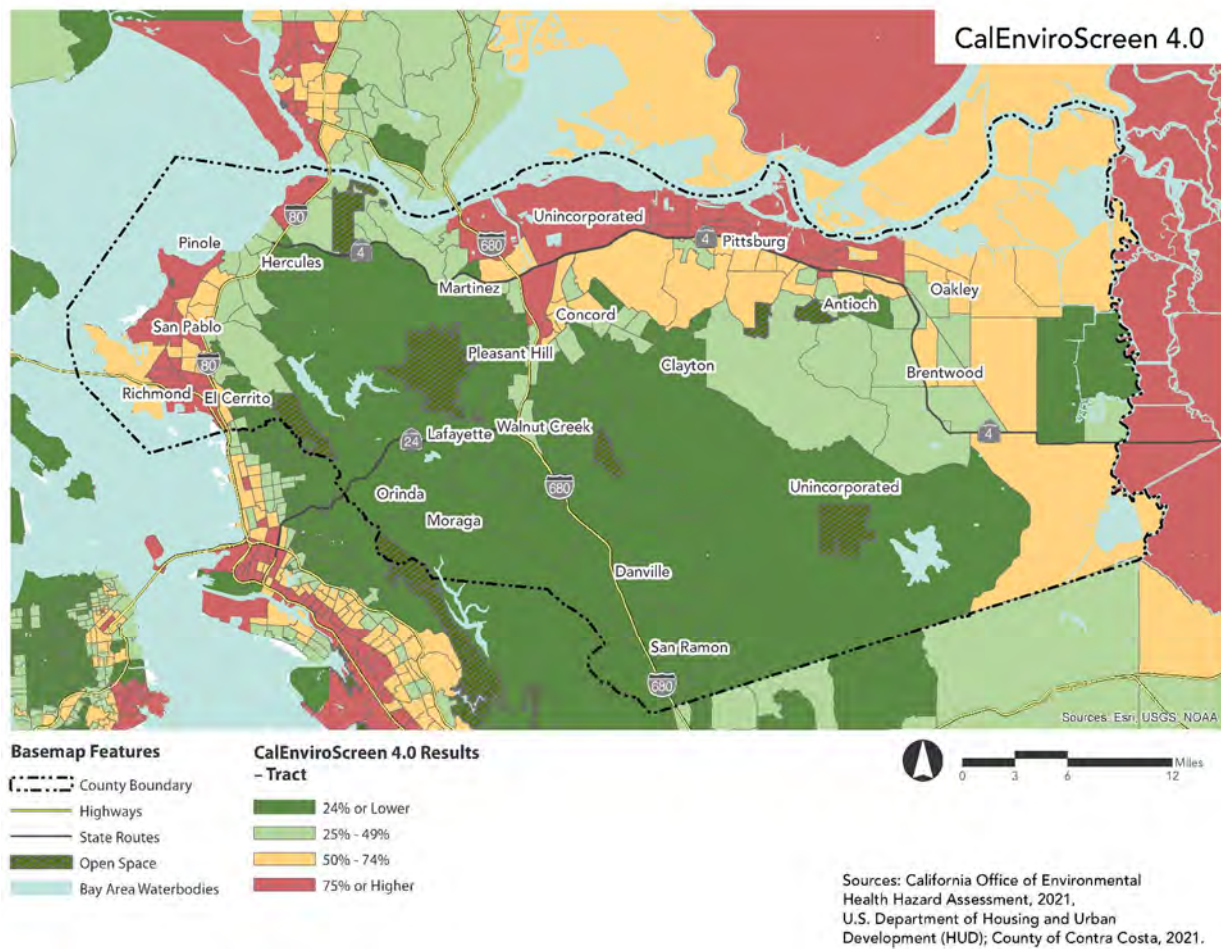 CalEnviroScreen 4.0
Unincorporated
80
Pinole
680
4
Pittsburg
Hercules
4
Martinez
Oakley
Antioch
Concord
San Pablo
Pleasant Hill
80
Clayton
Brentwood
Richmond
El Cerrito
Walnut Creek
Lafayette
24
4
680
Unincorporated
Orinda
Moraga
Danville
San Ramon
680
Sources: Esri, USGS, NOAA
Basemap Features
County Boundary
Highways
State Routes
Open Space
Bay Area Waterbodies
CalEnviroScreen 4.0 Results
– Tract
24% or Lower
25% - 49%
50% - 74%
75% or Higher
Miles
0 3 6 12
Sources: California Office of Environmental
Health Hazard Assessment, 2021,
U.S. Department of Housing and Urban
Development (HUD); County of Contra Costa, 2021.